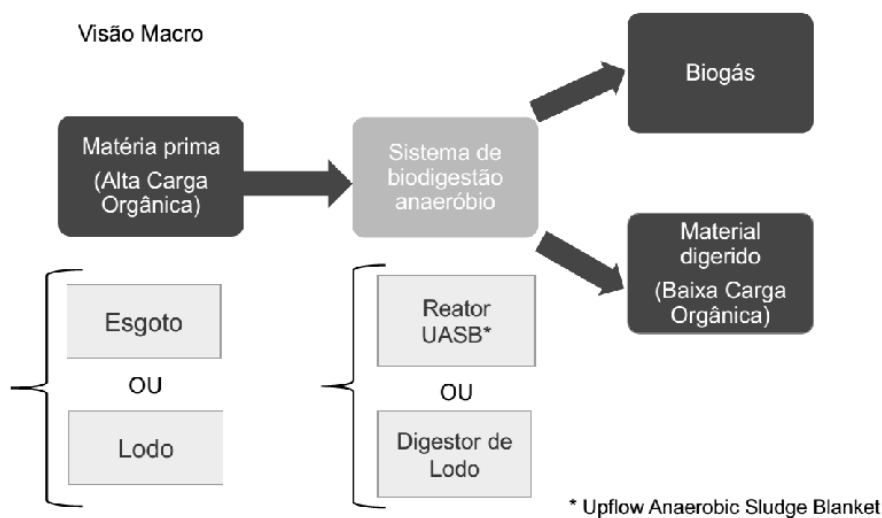 Visão Macro
Matéria prima
(Alta Carga
Orgânica)
Sistema de
biodigestão
anaeróbio
Biogás
Material
digerido
(Baixa Carga
Orgânica)
Esgoto
OU
Lodo
Reator
UASB*
OU
Digestor de
Lodo
* Upflow Anaerobic Sludge Blanket